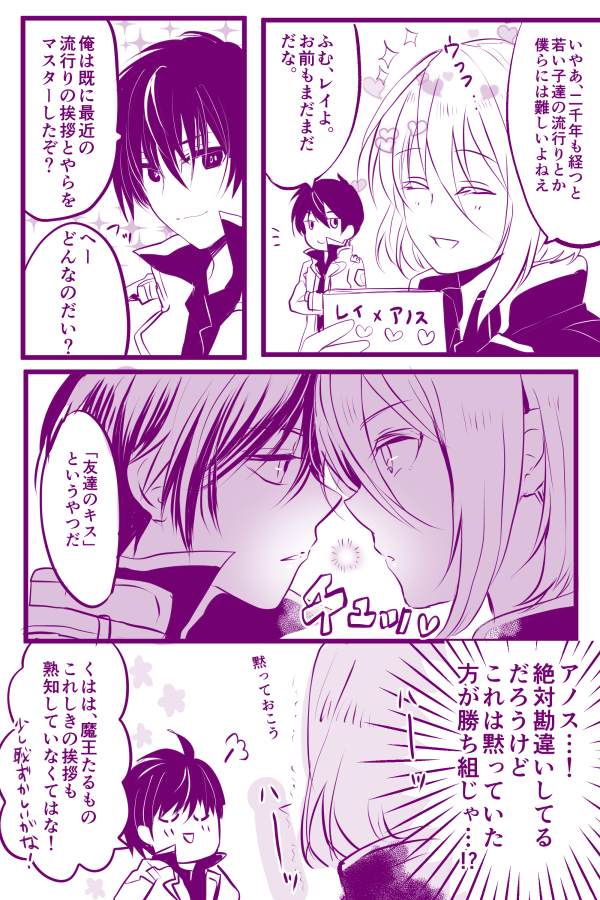 いやあ、二千年も経つと
若い子達の流行りとか
僕らには難しいよねえ
ウフフ
ふむ、レイよ。
お前もまだまだ
だな。
レイ×アノス
俺は既に最近の
流行りの挨拶とやらを
マスターしたぞ？
へー
どんなのだい？
「友達のキス」
というやつだ
チュッ
アノス…！
絶対勘違いしてる
だろうけど
これは黙っていた
方が勝ち組じゃ…!?
黙っておこう
ハーーッ
くはは、魔王たるもの
これしきの挨拶も
熟知していなくてはな！
少し恥ずかしいがな！